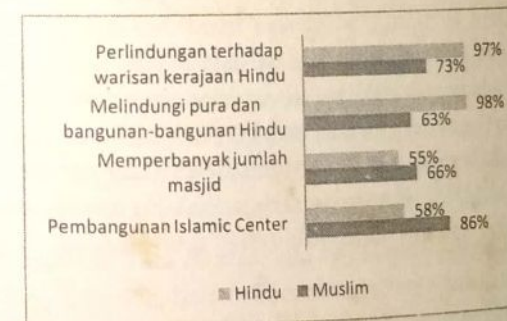 Perlindungan terhadap
warisan kerajaan Hindu
97%
73%
Melindungi pura dan
bangunan-bangunan Hindu
98%
63%
Memperbanyak jumlah
masjid
55%
66%
Pembangunan Islamic Center
58%
86%
Hindu Muslim